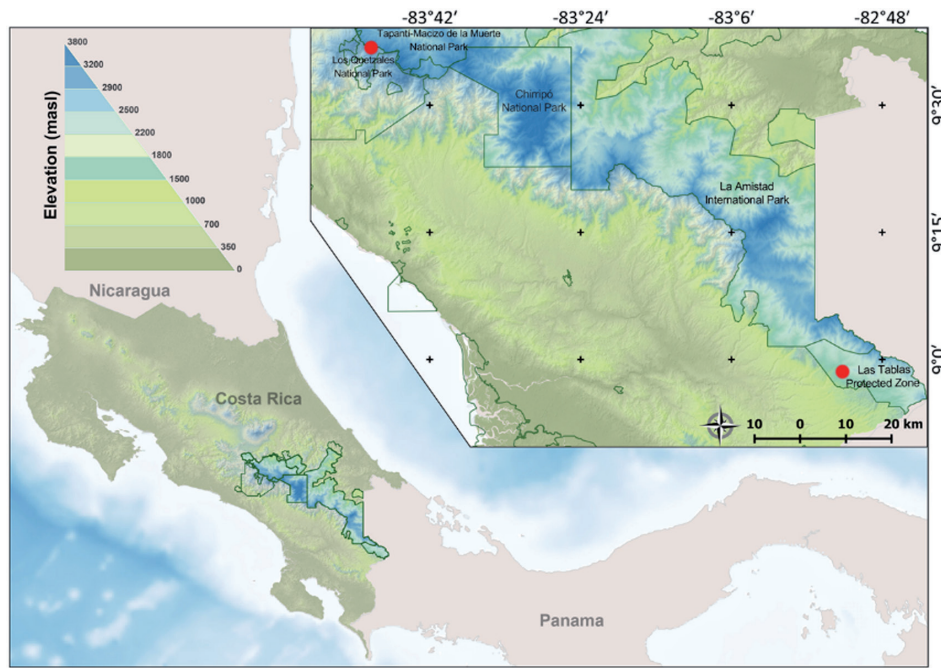 -83°42′ -83°24′ -83°6′ -82°48′
3800
3200
2900
2500
2200
1800
1500
1000
700
350
0
Elevation (masl)
Tapantí-Macizo de la Muerte
National Park
Los Quetzales
National Park
Chirripó
National Park
La Amistad
International Park
Las Tablas
Protected Zone
9°30′
9°15′
9°0′
10 0 10 20 km
Nicaragua
Costa Rica
Panama